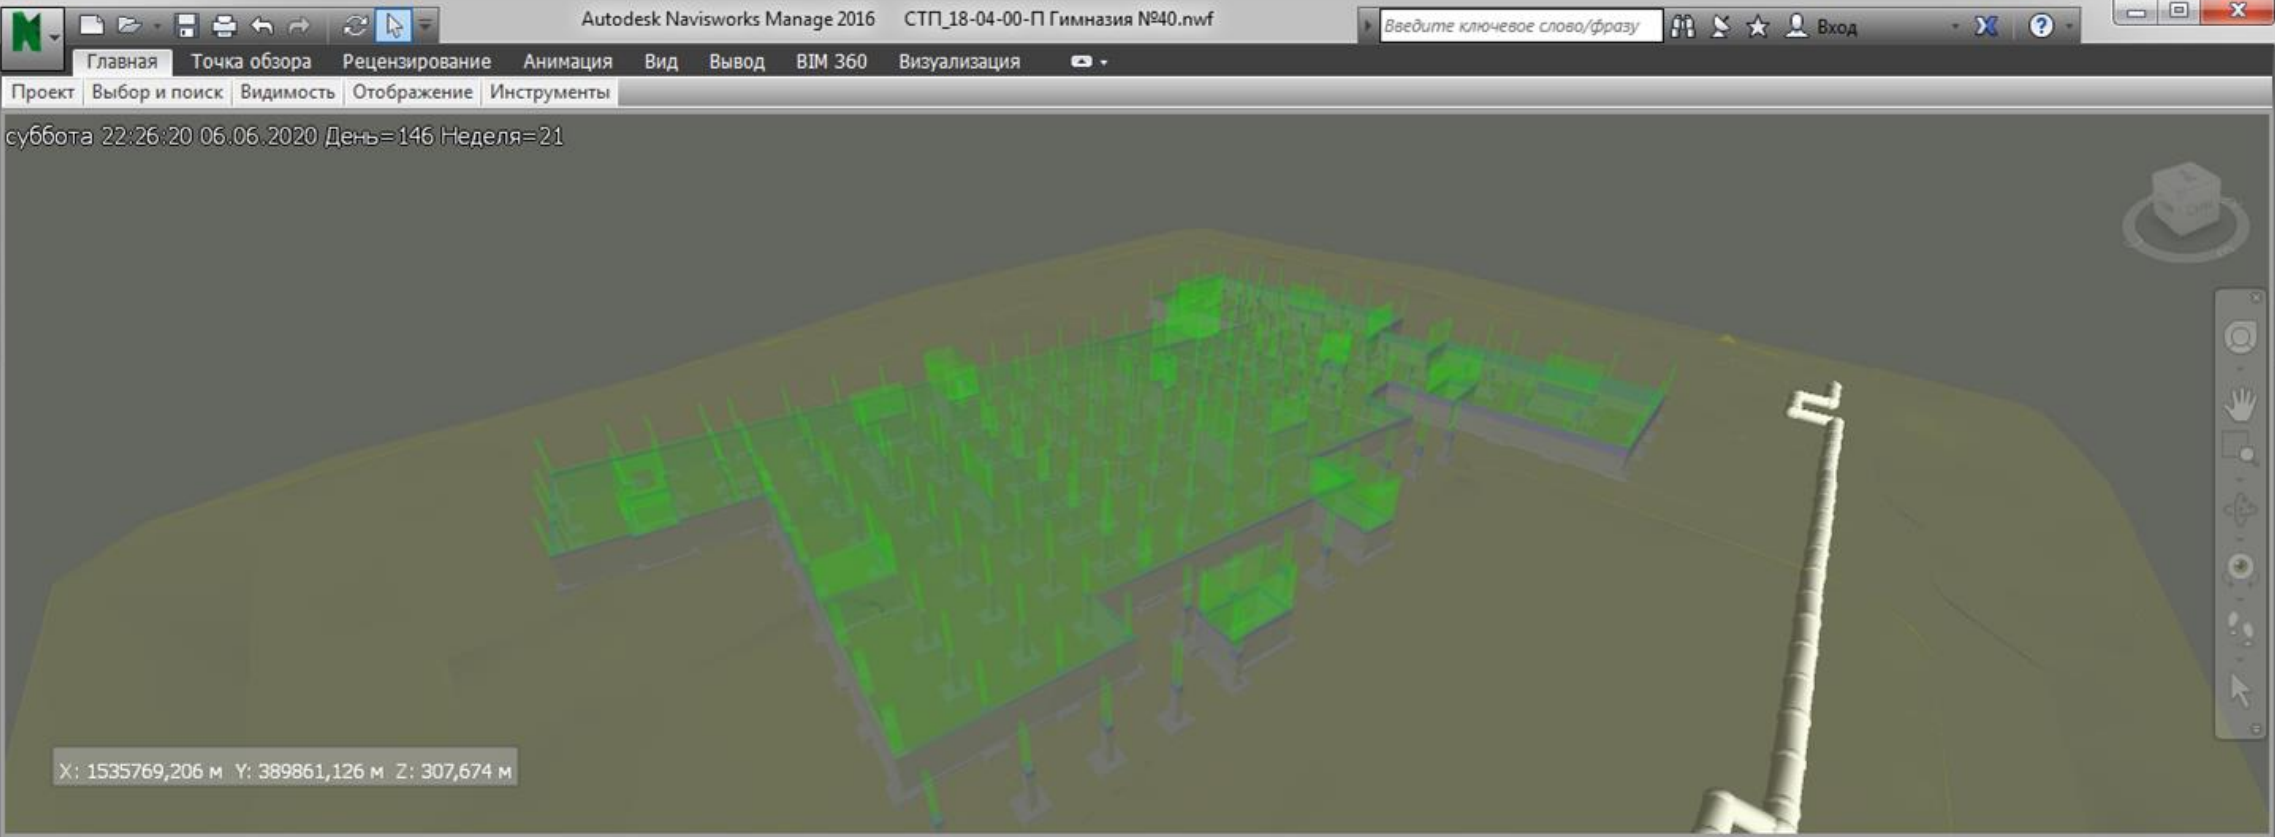 Autodesk Navisworks Manage 2016 СТП_18-04-00-П Гимназия №40.nwf
Введите ключевое слово/фразу
Вход
Главная Точка обзора Рецензирование Анимация Вид Вывод BIM 360 Визуализация
Проект Выбор и поиск Видимость Отображение Инструменты
суббота 22:26:20 06.06.2020 День=146 Неделя=21
X: 1535769,206 м Y: 389861,126 м Z: 307,674 м